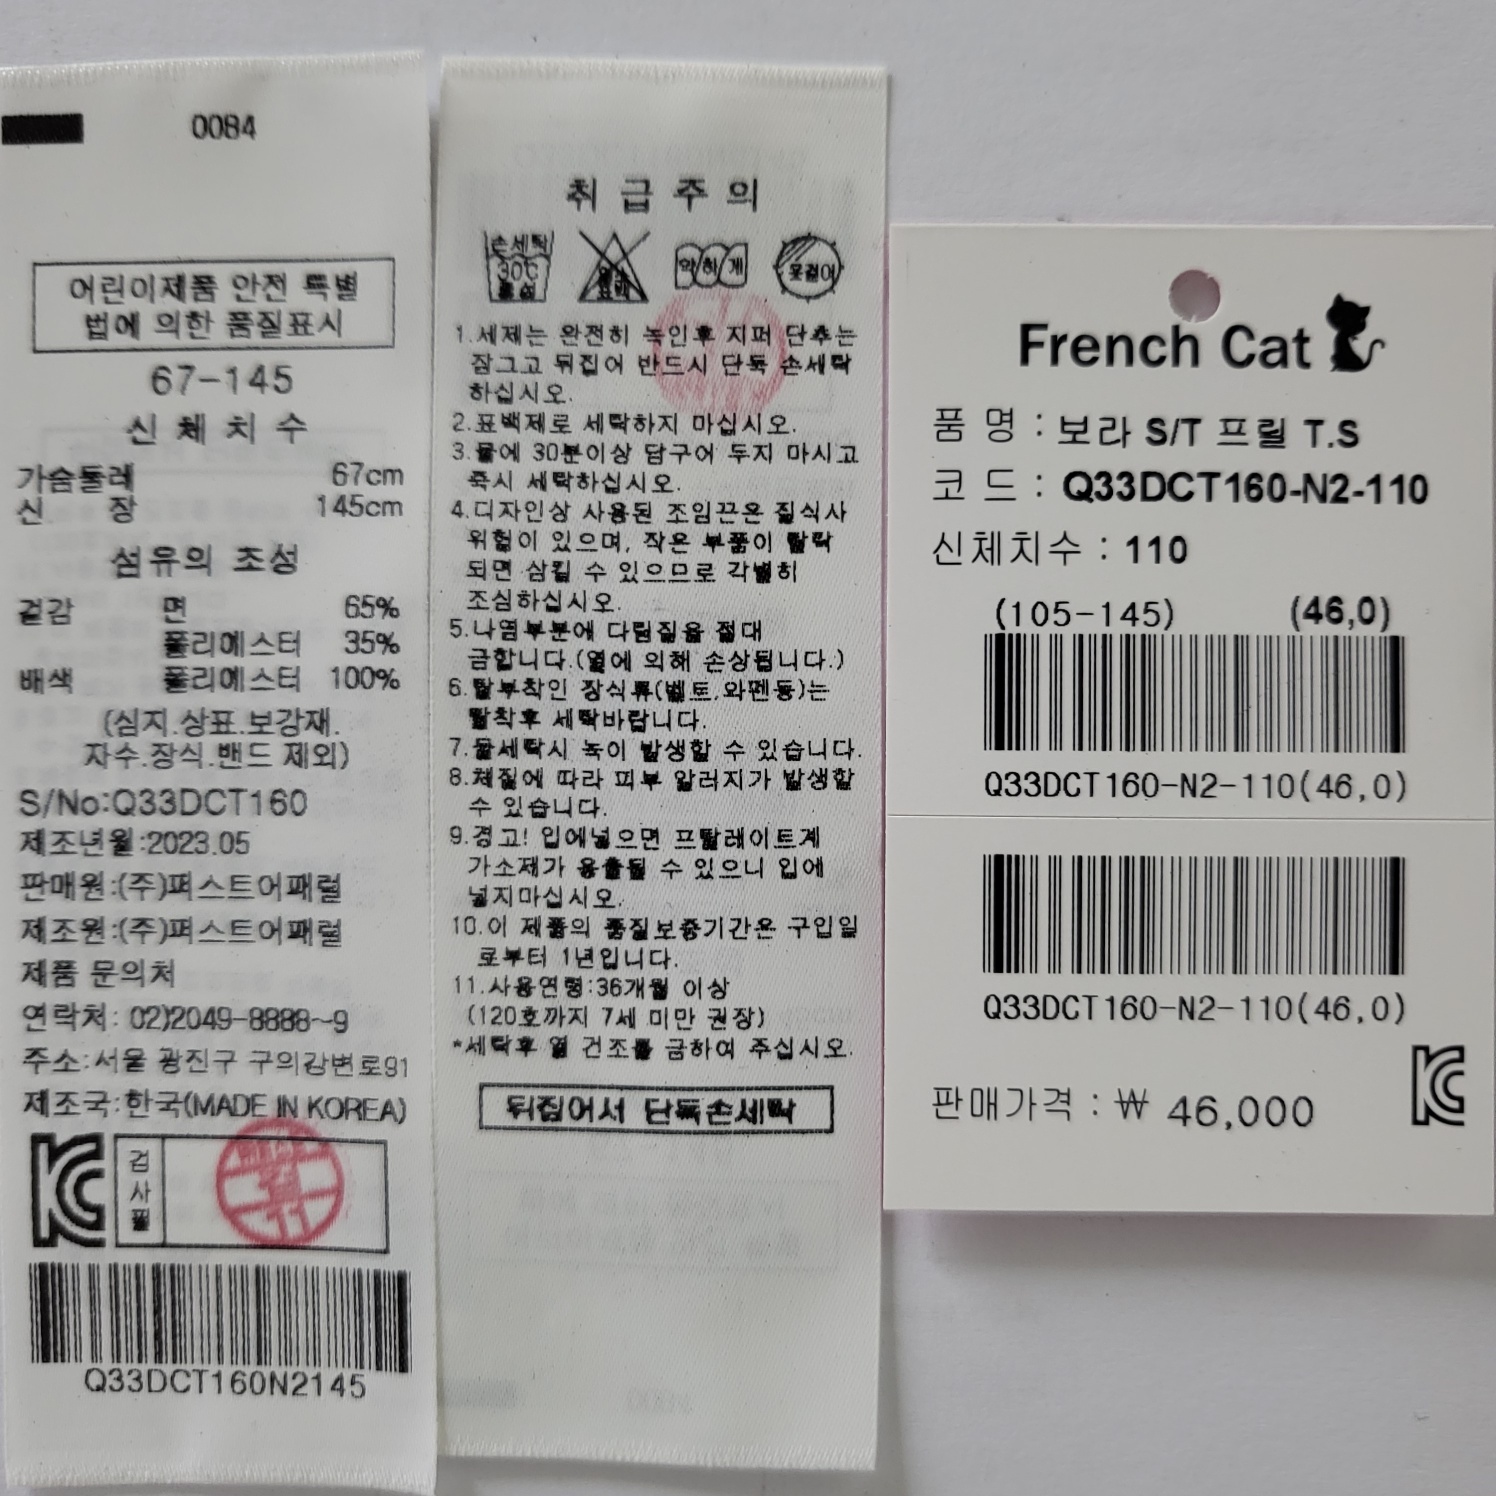 0084
어린이제품 안전 특별
법에 의한 품질표시
67-145
신 체 치 수
가슴둘레 67cm
신 장 145cm
섬유의 조성
겉감 면 65%
폴리에스터 35%
배색 폴리에스터 100%
(심지.상표.보강재.
자수.장식.밴드 제외)
S/No:Q33DCT160
제조년월:2023.05
판매원:(주)퍼스트어패럴
제조원:(주)퍼스트어패럴
제품 문의처
연락처: 02)2049-8888~9
주소:서울 광진구 구의강변로91
제조국:한국(MADE IN KOREA)
검사필
Q33DCT160N2145
취급주의
손세탁
30℃
중성
약하게
옷걸이
1.세제는 완전히 녹인후 지퍼 단추는
잠그고 뒤집어 반드시 단독 손세탁
하십시오.
2.표백제로 세탁하지 마십시오.
3.물에 30분이상 담구어 두지 마시고
즉시 세탁하십시오.
4.디자인상 사용된 조임끈은 질식사
위험이 있으며, 작은 부품이 탈락
되면 삼킬 수 있으므로 각별히
조심하십시오.
5.나염부분에 다림질을 절대
금합니다.(열에 의해 손상됩니다.)
6.탈부착인 장식류(벨트.와펜등)는
탈착후 세탁바랍니다.
7.물세탁시 녹이 발생할 수 있습니다.
8.체질에 따라 피부 알러지가 발생할
수 있습니다.
9.경고! 입에넣으면 프탈레이트계
가소제가 용출될 수 있으니 입에
넣지마십시오.
10.이 제품의 품질보증기간은 구입일
로부터 1년입니다.
11.사용연령:36개월 이상
(120호까지 7세 미만 권장)
*세탁후 열 건조를 금하여 주십시오.
뒤집어서 단독손세탁
French Cat
품 명 : 보라 S/T 프릴 T.S
코 드 : Q33DCT160-N2-110
신체치수 : 110
(105-145) (46,0)
Q33DCT160-N2-110(46,0)
Q33DCT160-N2-110(46,0)
판매가격 : ₩ 46,000